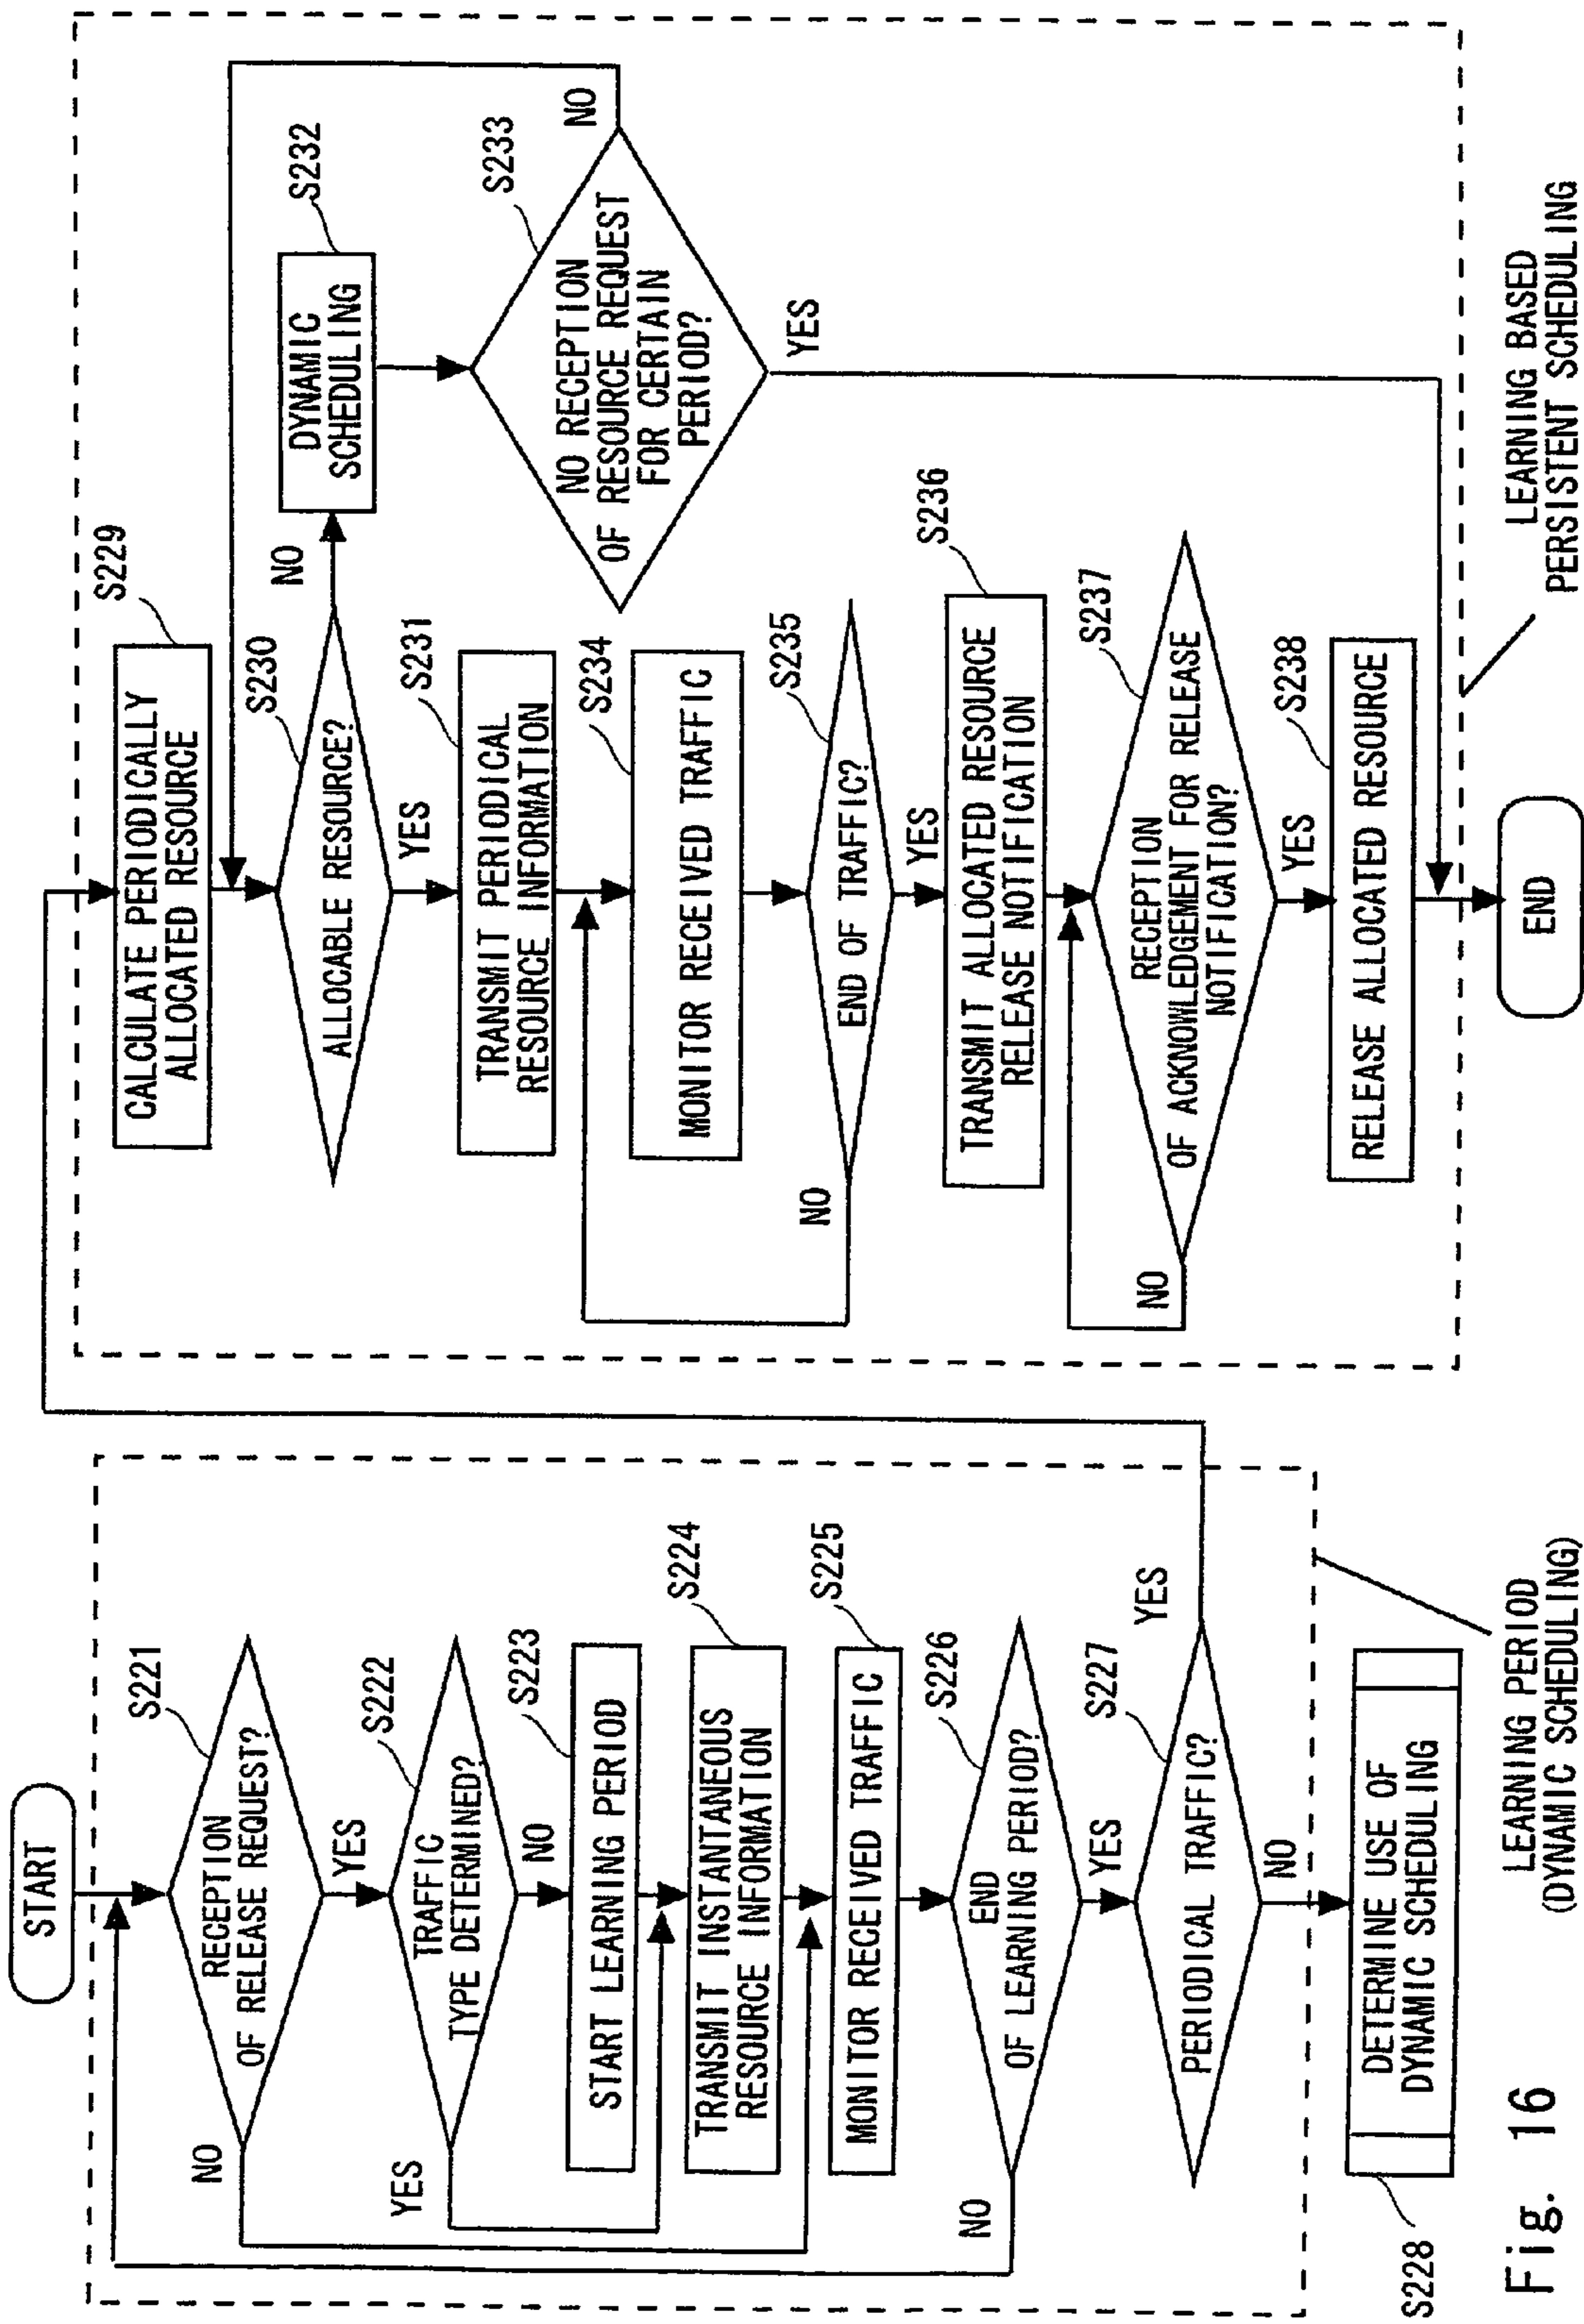 START
S221
RECEPTION
OF RELEASE REQUEST?
NO
YES
S222
TRAFFIC
TYPE DETERMINED?
YES
NO
S223
START LEARNING PERIOD
S224
TRANSMIT INSTANTANEOUS
RESOURCE INFORMATION
S225
MONITOR RECEIVED TRAFFIC
S226
END
OF LEARNING PERIOD?
NO
YES
S227
PERIODICAL TRAFFIC?
YES
NO
S228
DETERMINE USE OF
DYNAMIC SCHEDULING
LEARNING PERIOD
(DYNAMIC SCHEDULING)
S229
CALCULATE PERIODICALLY
ALLOCATED RESOURCE
S230
ALLOCABLE RESOURCE?
NO
YES
S232
DYNAMIC
SCHEDULING
S233
NO RECEPTION
OF RESOURCE REQUEST
FOR CERTAIN
PERIOD?
NO
YES
S231
TRANSMIT PERIODICAL
RESOURCE INFORMATION
S234
MONITOR RECEIVED TRAFFIC
S235
END OF TRAFFIC?
NO
YES
S236
TRANSMIT ALLOCATED RESOURCE
RELEASE NOTIFICATION
S237
RECEPTION
OF ACKNOWLEDGEMENT FOR RELEASE
NOTIFICATION?
NO
YES
S238
RELEASE ALLOCATED RESOURCE
END
LEARNING BASED
PERSISTENT SCHEDULING
Fig. 16